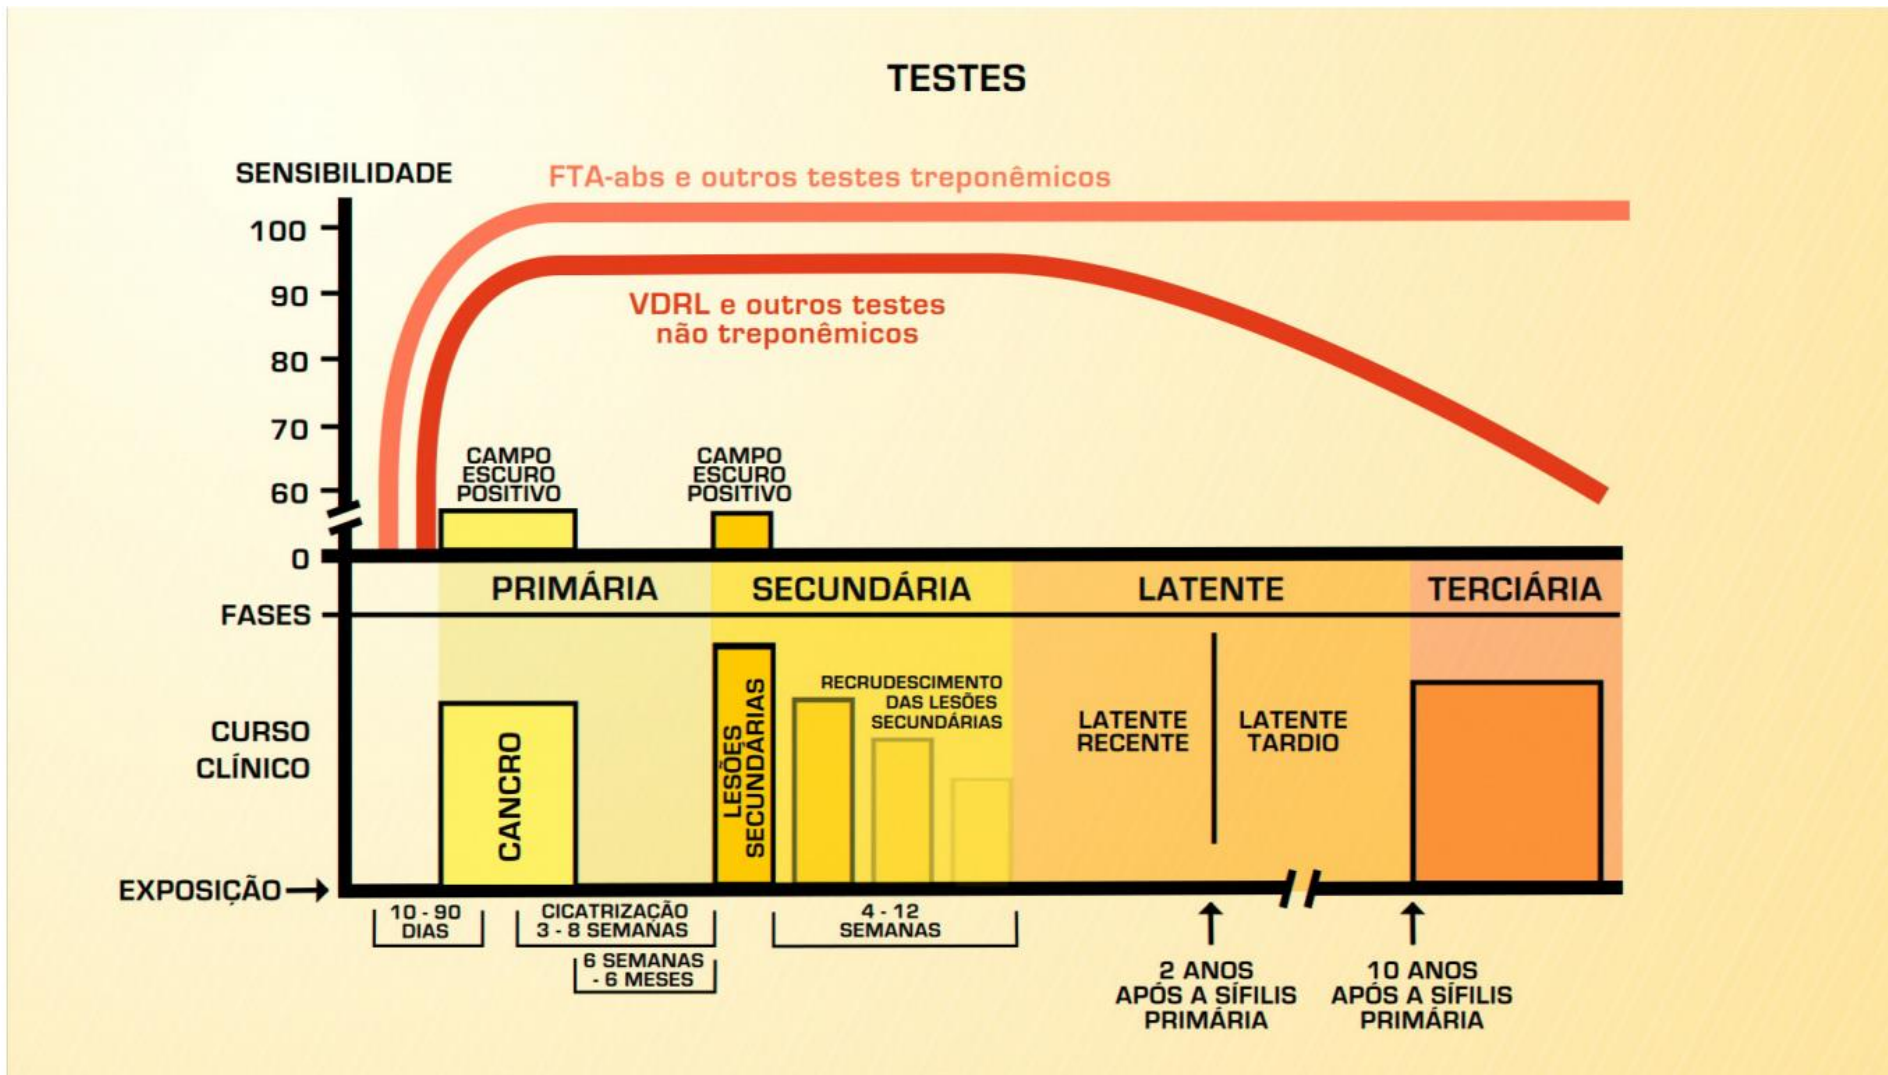 TESTES
SENSIBILIDADE
FTA-abs e outros testes treponêmicos
100
90
80
70
60
0
VDRL e outros testes
não treponêmicos
CAMPO
ESCURO
POSITIVO
CAMPO
ESCURO
POSITIVO
FASES
PRIMÁRIA
SECUNDÁRIA
LATENTE
TERCIÁRIA
CURSO
CLÍNICO
CANCRO
LESÕES
SECUNDÁRIAS
RECRUDESCIMENTO
DAS LESÕES
SECUNDÁRIAS
LATENTE
RECENTE
LATENTE
TARDIO
EXPOSIÇÃO
10 - 90
DIAS
CICATRIZAÇÃO
3 - 8 SEMANAS
6 SEMANAS
- 6 MESES
4 - 12
SEMANAS
2 ANOS
APÓS A SÍFILIS
PRIMÁRIA
10 ANOS
APÓS A SÍFILIS
PRIMÁRIA